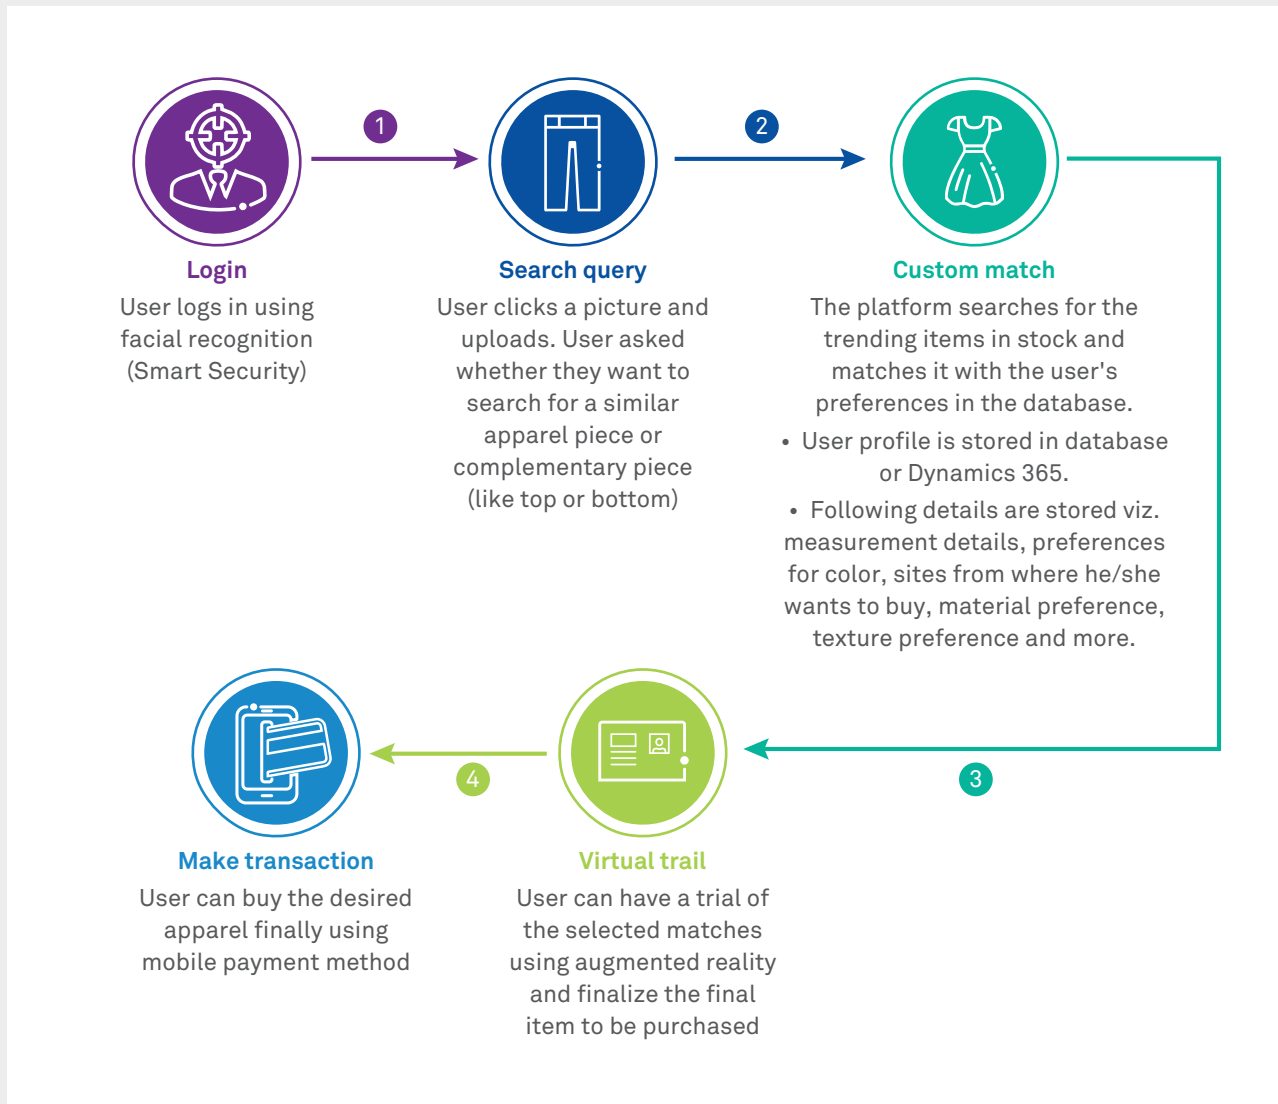 1
2
Login
User logs in using
facial recognition
(Smart Security)
Search query
User clicks a picture and
uploads. User asked
whether they want to
search for a similar
apparel piece or
complementary piece
(like top or bottom)
Custom match
The platform searches for the
trending items in stock and
matches it with the user's
preferences in the database.
• User profile is stored in database
or Dynamics 365.
• Following details are stored viz.
measurement details, preferences
for color, sites from where he/she
wants to buy, material preference,
texture preference and more.
3
4
Virtual trail
User can have a trial of
the selected matches
using augmented reality
and finalize the final
item to be purchased
Make transaction
User can buy the desired
apparel finally using
mobile payment method